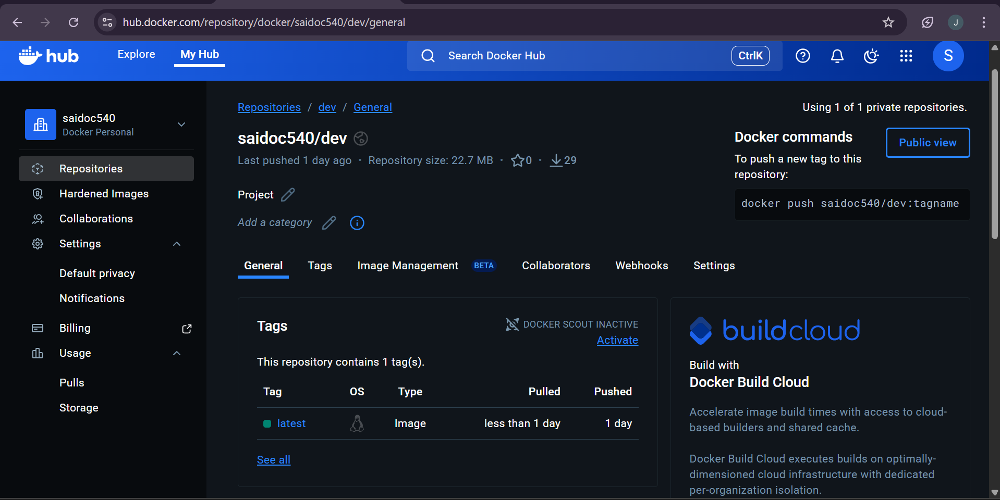 hub.docker.com/repository/docker/saidoc540/dev/general
J
hub
Explore
My Hub
Search Docker Hub
CtrlK
S
saidoc540
Docker Personal
Repositories
Hardened Images
Collaborations
Settings
Default privacy
Notifications
Billing
Usage
Pulls
Storage
Repositories / dev / General
Using 1 of 1 private repositories.
saidoc540/dev
Last pushed 1 day ago • Repository size: 22.7 MB • 0 • 29
Project
Add a category
Docker commands
Public view
To push a new tag to this
repository:
docker push saidoc540/dev:tagname
General
Tags
Image Management BETA
Collaborators
Webhooks
Settings
Tags
DOCKER SCOUT INACTIVE
Activate
This repository contains 1 tag(s).
Tag OS Type Pulled Pushed
latest Image less than 1 day 1 day
See all
buildcloud
Build with
Docker Build Cloud
Accelerate image build times with access to cloud-
based builders and shared cache.
Docker Build Cloud executes builds on optimally-
dimensioned cloud infrastructure with dedicated
per-organization isolation.